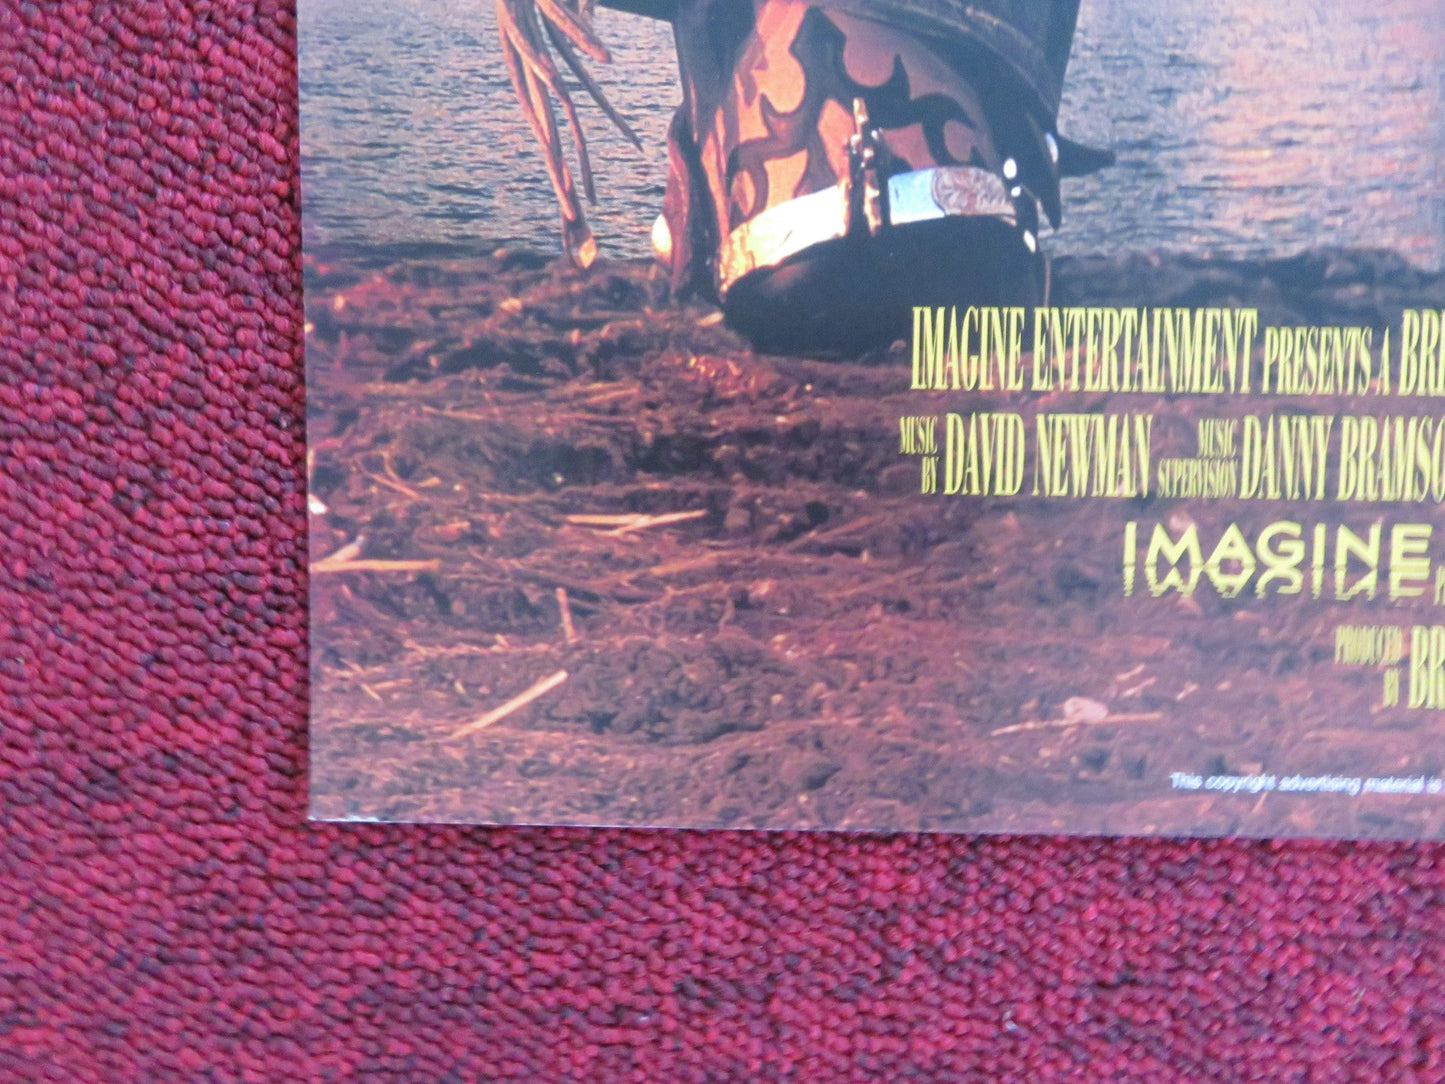 IMAGINE ENTERTAINMENT PRESENTS A
MUSIC BY DAVID NEWMAN MUSIC SUPERVISION DANNY
IMAGINE
PRODUCED BY
This copyright advertising material is